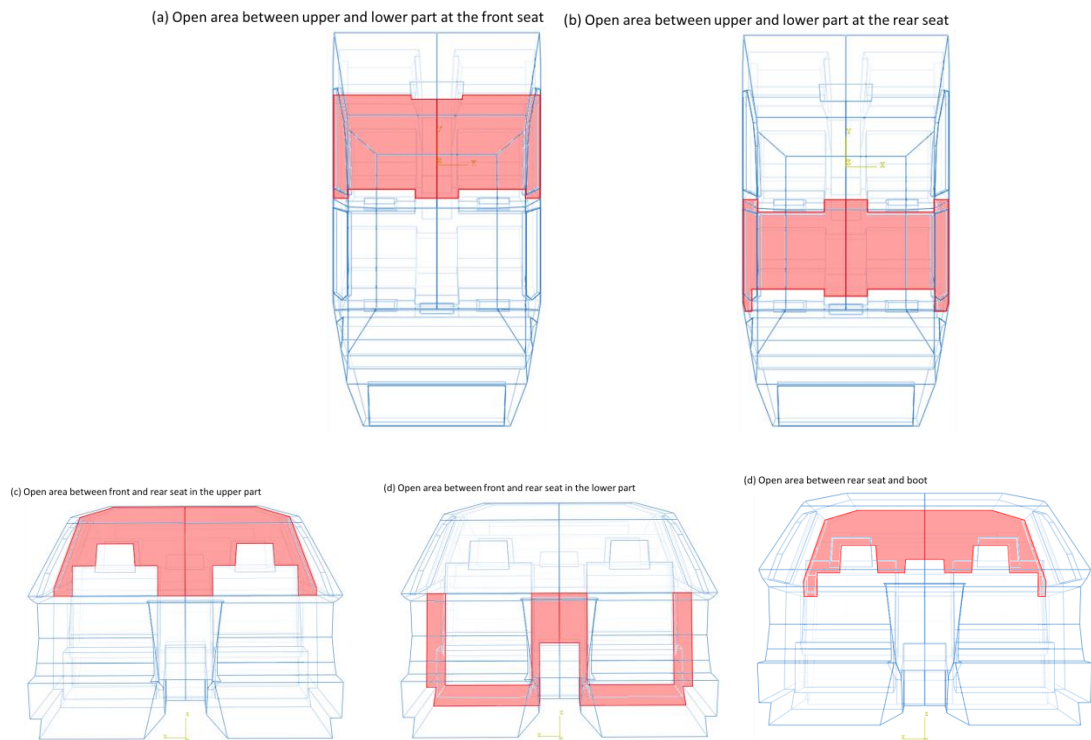 (a) Open area between upper and lower part at the front seat
(b) Open area between upper and lower part at the rear seat
(c) Open area between front and rear seat in the upper part
(d) Open area between front and rear seat in the lower part
(d) Open area between rear seat and boot